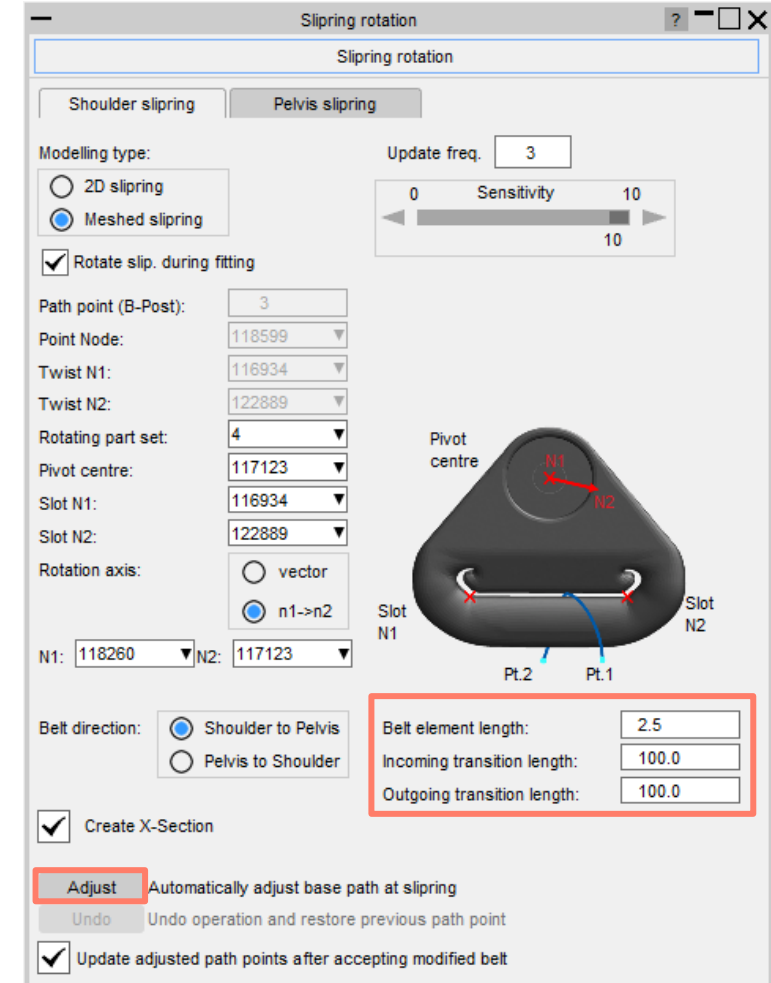 Slipring rotation ?
Slipring rotation
Shoulder slipring Pelvis slipring
Modelling type: Update freq. 3
2D slipring
Meshed slipring
0 Sensitivity 10
10
Rotate slip. during fitting
Path point (B-Post): 3
Point Node: 118599
Twist N1: 116934
Twist N2: 122889
Rotating part set: 4
Pivot centre: 117123
Slot N1: 116934
Slot N2: 122889
Rotation axis: vector
n1->n2
N1: 118260 N2: 117123
Pivot
centre
N1
N2
Slot
N1
Slot
N2
Pt.2 Pt.1
Belt direction: Shoulder to Pelvis
Pelvis to Shoulder
Belt element length: 2.5
Incoming transition length: 100.0
Outgoing transition length: 100.0
Create X-Section
Adjust Automatically adjust base path at slipring
Undo Undo operation and restore previous path point
Update adjusted path points after accepting modified belt